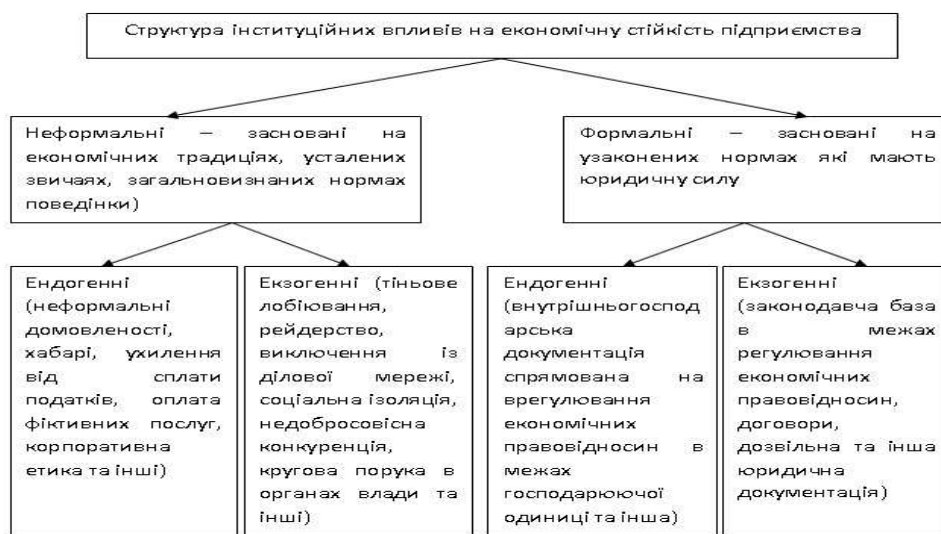 Структура інституційних впливів на економічну стійкість підприємства
Неформальні – засновані на
економічних традиціях, усталених
звичаях, загальновизнаних нормах
поведінки)
Формальні – засновані на
узаконених нормах які мають
юридичну силу
Ендогенні
(неформальні
домовленості,
хабарі, ухилення
від сплати
податків, оплата
фіктивних послуг,
корпоративна
етика та інші)
Екзогенні (тіньове
лобіювання,
рейдерство,
виключення із
ділової мережі,
соціальна ізоляція,
недобросовісна
конкуренція,
кругова порука в
органах влади та
інші)
Ендогенні
(внутрішньогоспод
арська
документація
спрямована на
врегулювання
економічних
правовідносин в
межах
господарюючої
одиниці та інша)
Екзогенні
(законодавча база
в межах
регулювання
економічних
правовідносин,
договори,
дозвільна та інша
юридична
документація)